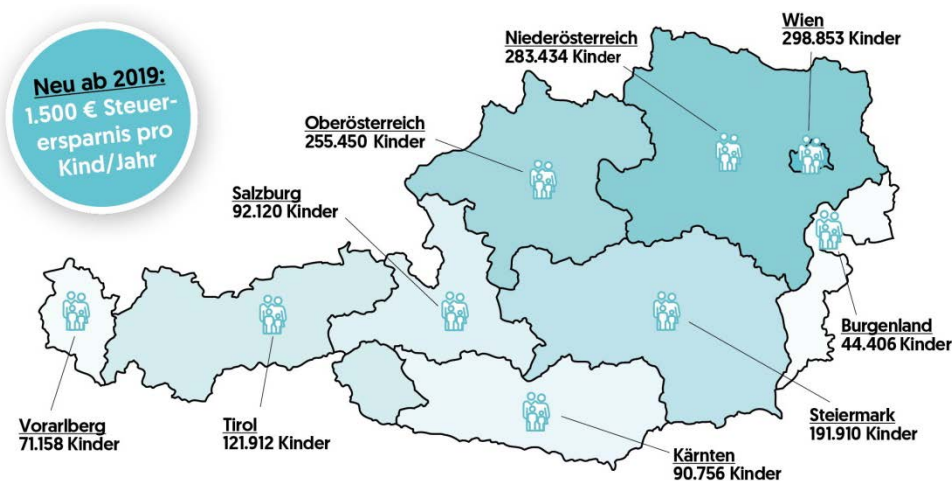 Neu ab 2019:
1.500 € Steuer-
ersparnis pro
Kind/Jahr
Wien
298.853 Kinder
Niederösterreich
283.434 Kinder
Oberösterreich
255.450 Kinder
Salzburg
92.120 Kinder
Burgenland
44.406 Kinder
Vorarlberg
71.158 Kinder
Tirol
121.912 Kinder
Steiermark
191.910 Kinder
Kärnten
90.756 Kinder